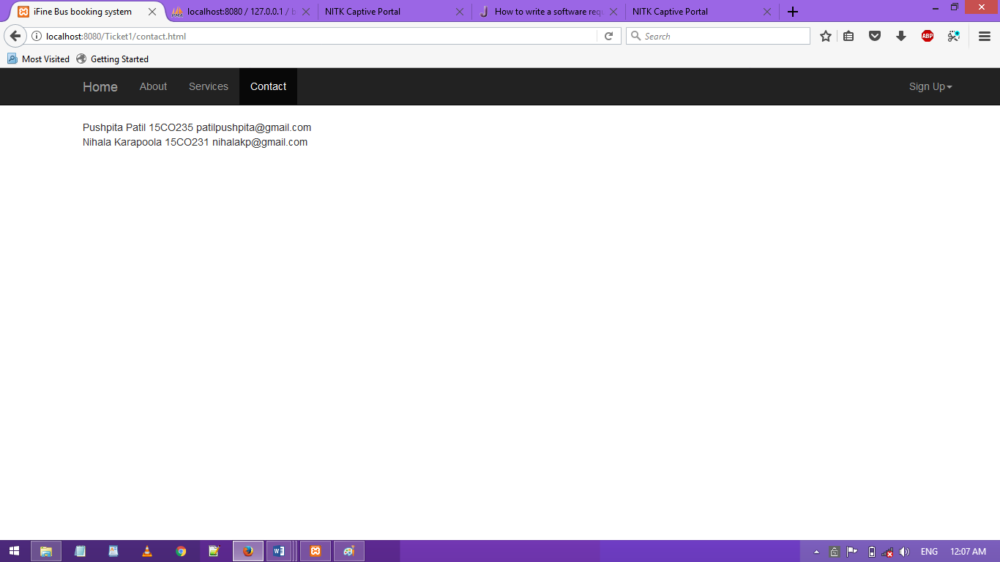 iFine Bus booking system
localhost:8080 / 127.0.0.1 /
NITK Captive Portal
How to write a software req
NITK Captive Portal
localhost:8080/Ticket1/contact.html
Search
ABP
Most Visited
Getting Started
Home
About
Services
Contact
Sign Up
Pushpita Patil 15CO235 patilpushpita@gmail.com
Nihala Karapoola 15CO231 nihalakp@gmail.com
ENG
12:07 AM